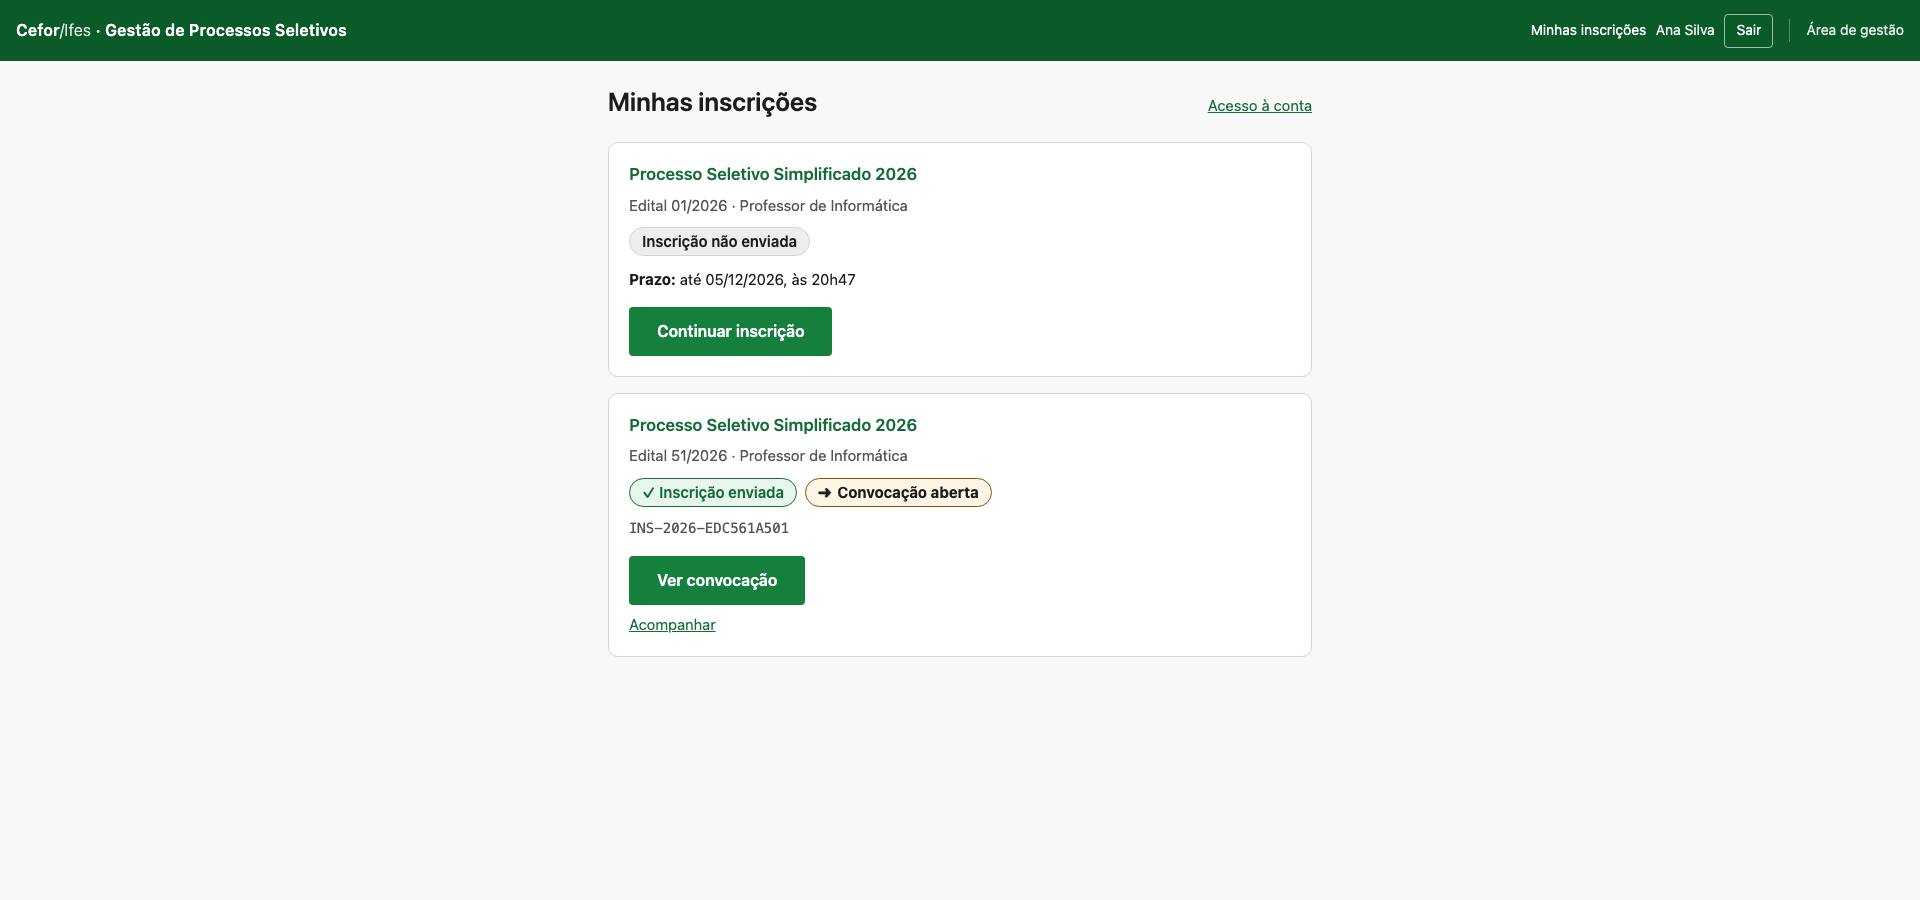 Cefor/Ifes · Gestão de Processos Seletivos
Minhas inscrições Ana Silva Sair Área de gestão
Minhas inscrições
Acesso à conta
Processo Seletivo Simplificado 2026
Edital 01/2026 · Professor de Informática
Inscrição não enviada
Prazo: até 05/12/2026, às 20h47
Continuar inscrição
Processo Seletivo Simplificado 2026
Edital 51/2026 · Professor de Informática
✓ Inscrição enviada ➜ Convocação aberta
INS-2026-EDC561A501
Ver convocação
Acompanhar